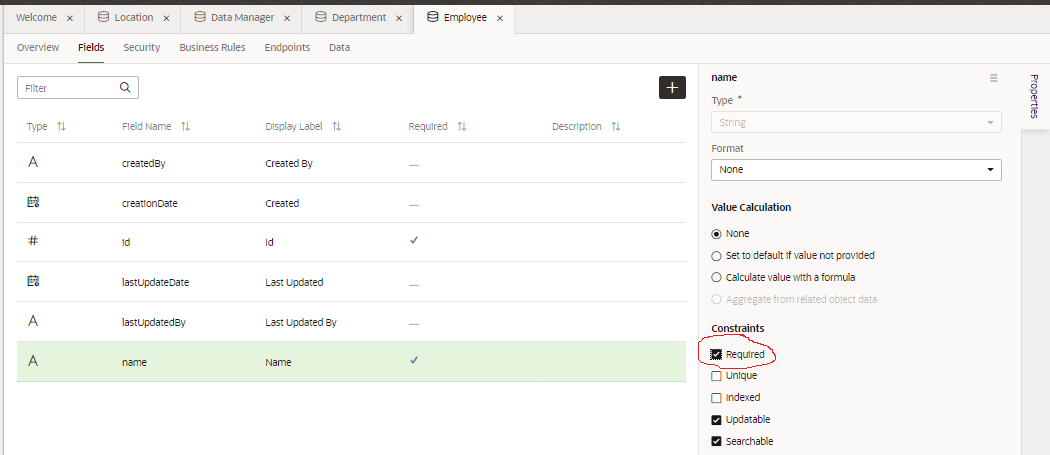 Welcome Location Data Manager Department Employee
Overview Fields Security Business Rules Endpoints Data
Filter
Type Field Name Display Label Required Description
A createdBy Created By
creationDate Created
# id Id
lastUpdateDate Last Updated
A lastUpdatedBy Last Updated By
A name Name
name
Type *
String
Format
None
Value Calculation
None
Set to default if value not provided
Calculate value with a formula
Aggregate from related object data
Constraints
Required
Unique
Indexed
Updatable
Searchable
Properties